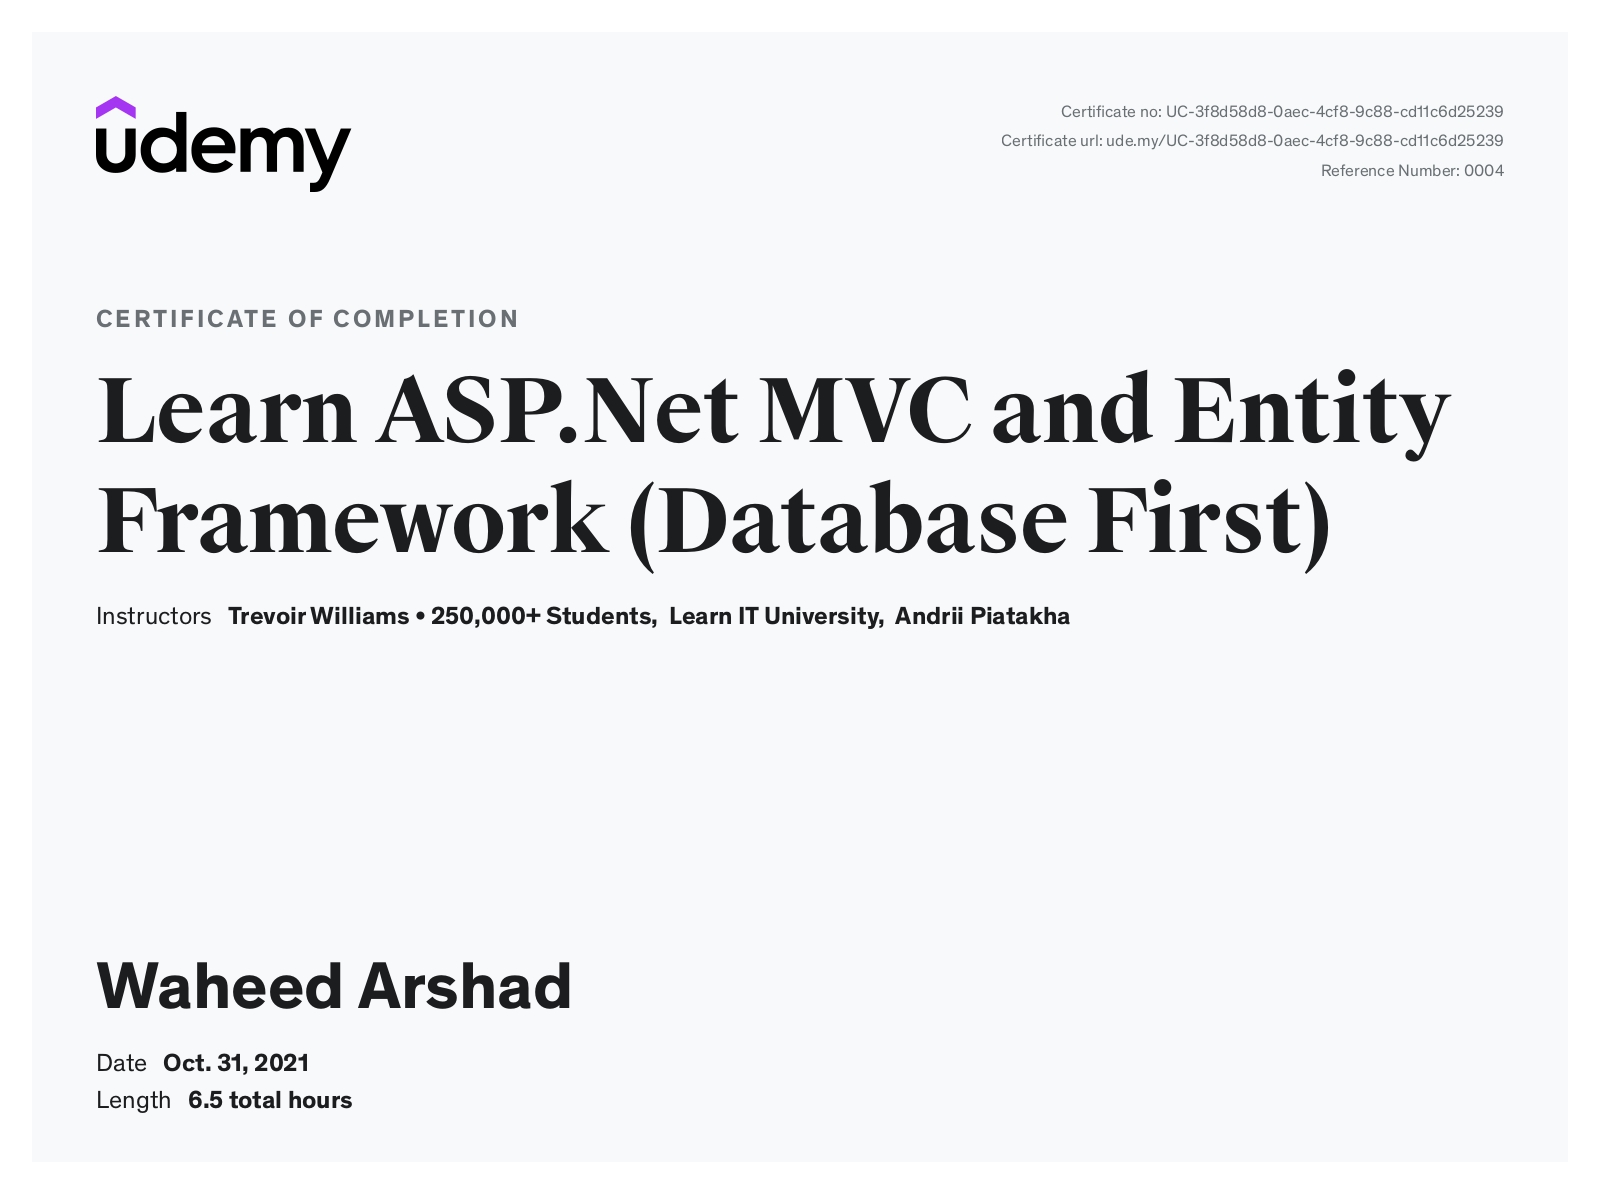 udemy
Certificate no: UC-3f8d58d8-0aec-4cf8-9c88-cd11c6d25239
Certificate url: ude.my/UC-3f8d58d8-0aec-4cf8-9c88-cd11c6d25239
Reference Number: 0004
CERTIFICATE OF COMPLETION
Learn ASP.Net MVC and Entity
Framework (Database First)
Instructors Trevoir Williams • 250,000+ Students, Learn IT University, Andrii Piatakha
Waheed Arshad
Date Oct. 31, 2021
Length 6.5 total hours